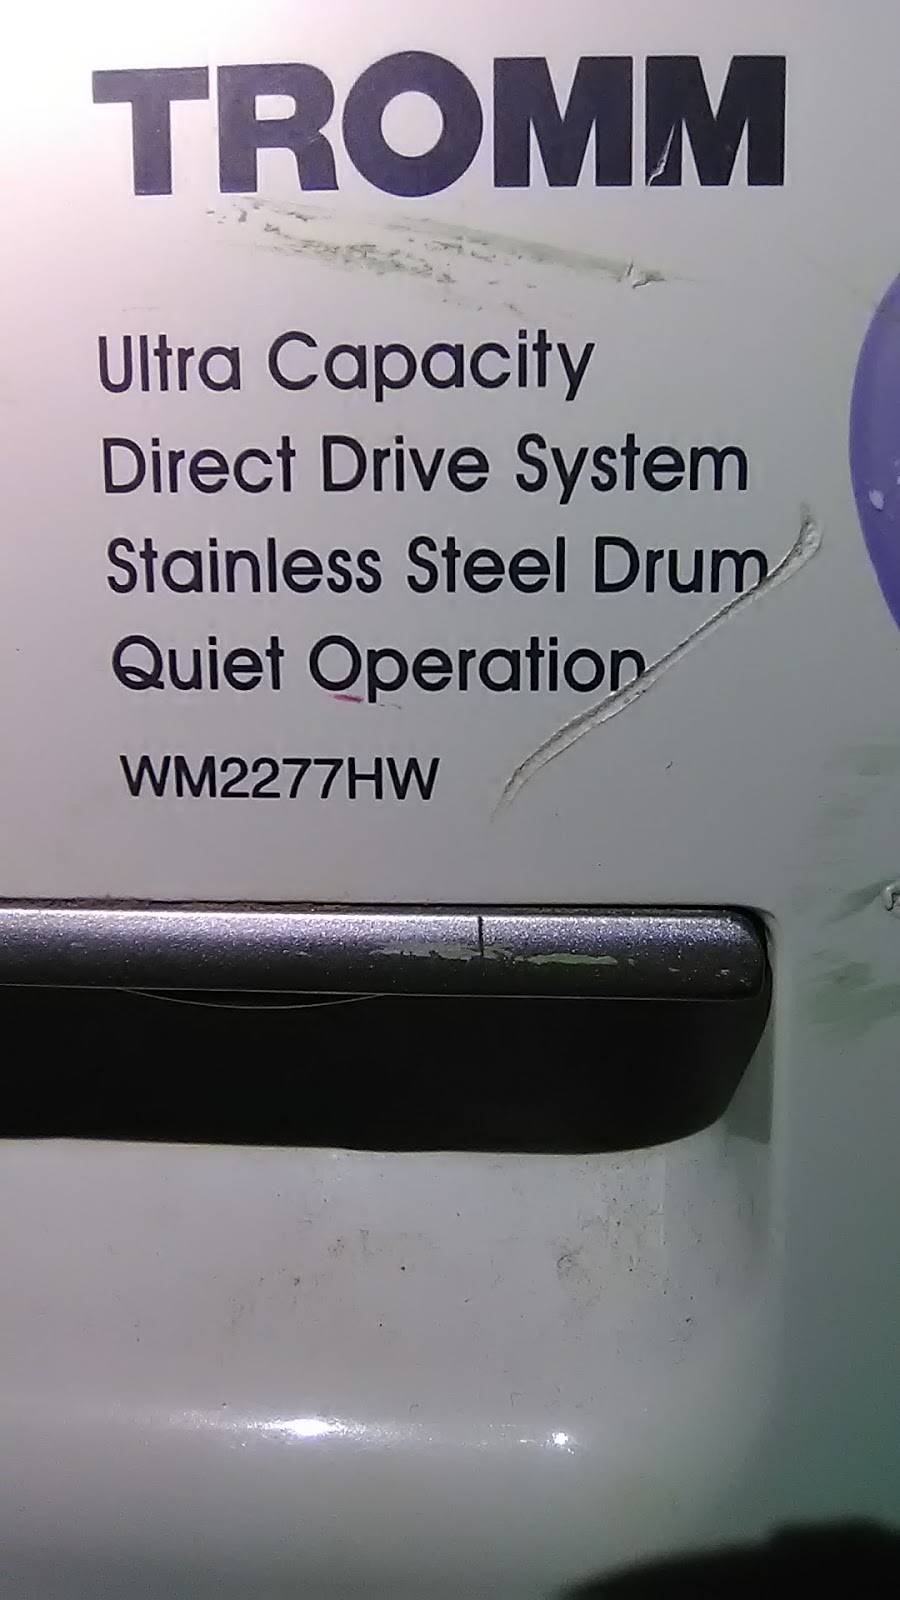 TROMM
Ultra Capacity
Direct Drive System
Stainless Steel Drum
Quiet Operation
WM2277HW